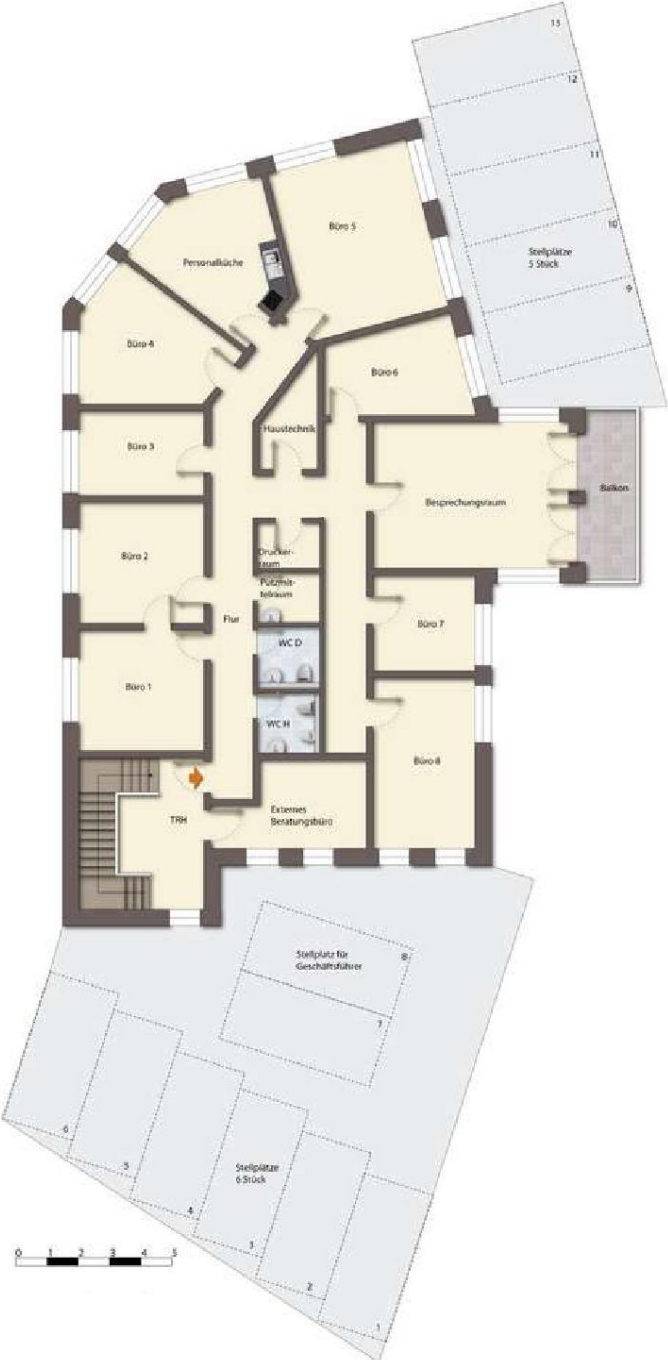 13
12
11
10
Stellplätze
5 Stück
9
Büro 5
Personalküche
Büro 4
Büro 6
Haustechnik
Büro 3
Besprechungsraum
Balkon
Büro 2
Drucker-
raum
Putzmit-
telraum
Flur
Büro 7
WC D
Büro 1
WC H
Büro 8
TRH
Externes
Beratungsbüro
Stellplatz für
Geschäftsführer
8
7
6
5
4
Stellplätze
6 Stück
3
2
1
0 1 2 3 4 5